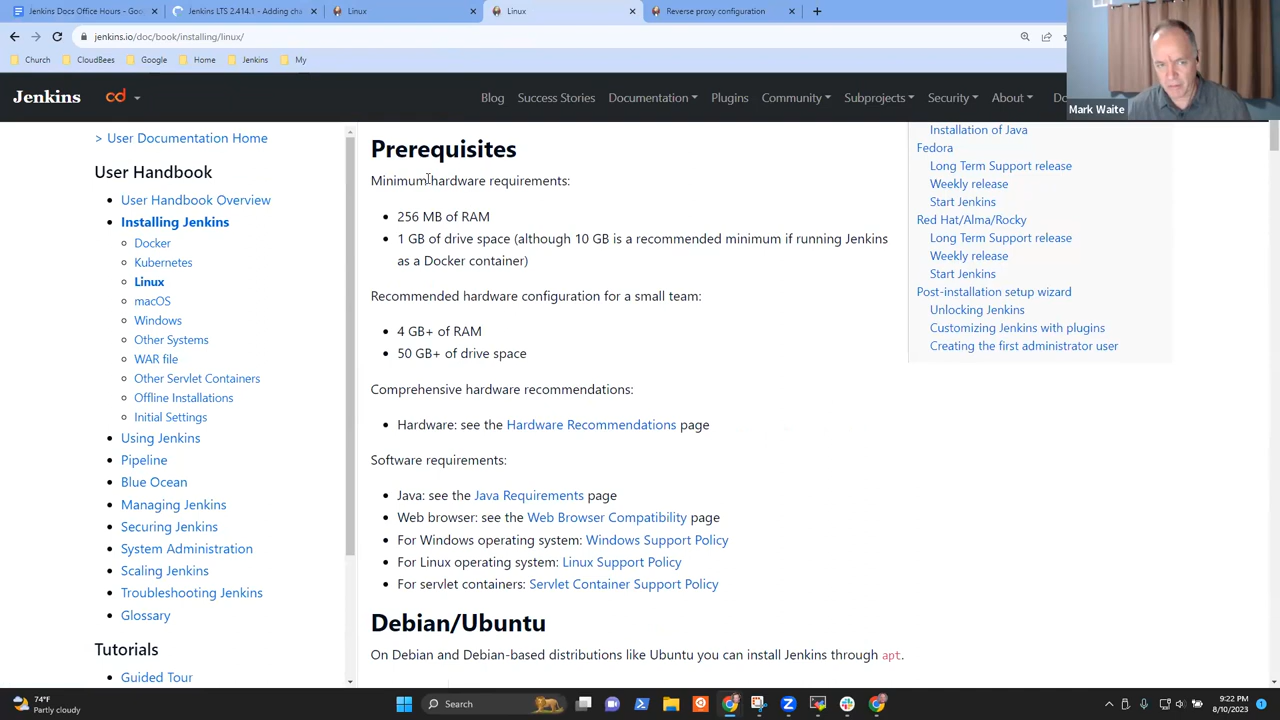 Jenkins Docs Office Hours - Go
Jenkins LTS 2.414.1 - Adding cha
Linux
Linux
Reverse proxy configuration
jenkins.io/doc/book/installing/linux/
Church
CloudBees
Google
Home
Jenkins
My
Jenkins
Blog
Success Stories
Documentation
Plugins
Community
Subprojects
Security
About
Mark Waite
> User Documentation Home
User Handbook
User Handbook Overview
Installing Jenkins
Docker
Kubernetes
Linux
macOS
Windows
Other Systems
WAR file
Other Servlet Containers
Offline Installations
Initial Settings
Using Jenkins
Pipeline
Blue Ocean
Managing Jenkins
Securing Jenkins
System Administration
Scaling Jenkins
Troubleshooting Jenkins
Glossary
Tutorials
Guided Tour
Prerequisites
Minimum hardware requirements:
256 MB of RAM
1 GB of drive space (although 10 GB is a recommended minimum if running Jenkins
as a Docker container)
Recommended hardware configuration for a small team:
4 GB+ of RAM
50 GB+ of drive space
Comprehensive hardware recommendations:
Hardware: see the Hardware Recommendations page
Software requirements:
Java: see the Java Requirements page
Web browser: see the Web Browser Compatibility page
For Windows operating system: Windows Support Policy
For Linux operating system: Linux Support Policy
For servlet containers: Servlet Container Support Policy
Debian/Ubuntu
On Debian and Debian-based distributions like Ubuntu you can install Jenkins through apt.
Installation of Java
Fedora
Long Term Support release
Weekly release
Start Jenkins
Red Hat/Alma/Rocky
Long Term Support release
Weekly release
Start Jenkins
Post-installation setup wizard
Unlocking Jenkins
Customizing Jenkins with plugins
Creating the first administrator user
74°F
Partly cloudy
Search
9:22 PM
8/10/2023